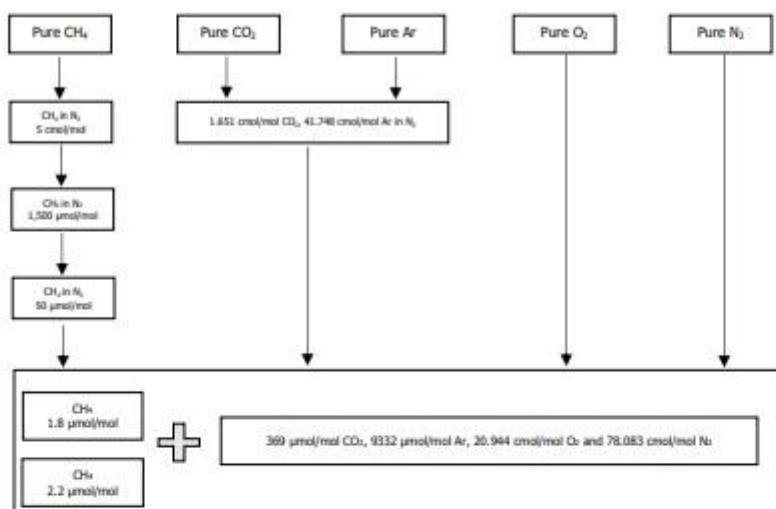 Pure CH₄
Pure CO₂
Pure Ar
Pure O₂
Pure N₂
CH₄ in N₂
5 cmol/mol
1.651 cmol/mol CO₂, 41.748 cmol/mol Ar in N₂
CH₄ in N₂
1,500 µmol/mol
CH₄ in N₂
50 µmol/mol
CH₄
1.8 µmol/mol
369 µmol/mol CO₂, 9332 µmol/mol Ar, 20.944 cmol/mol O₂ and 78.083 cmol/mol N₂
CH₄
2.2 µmol/mol